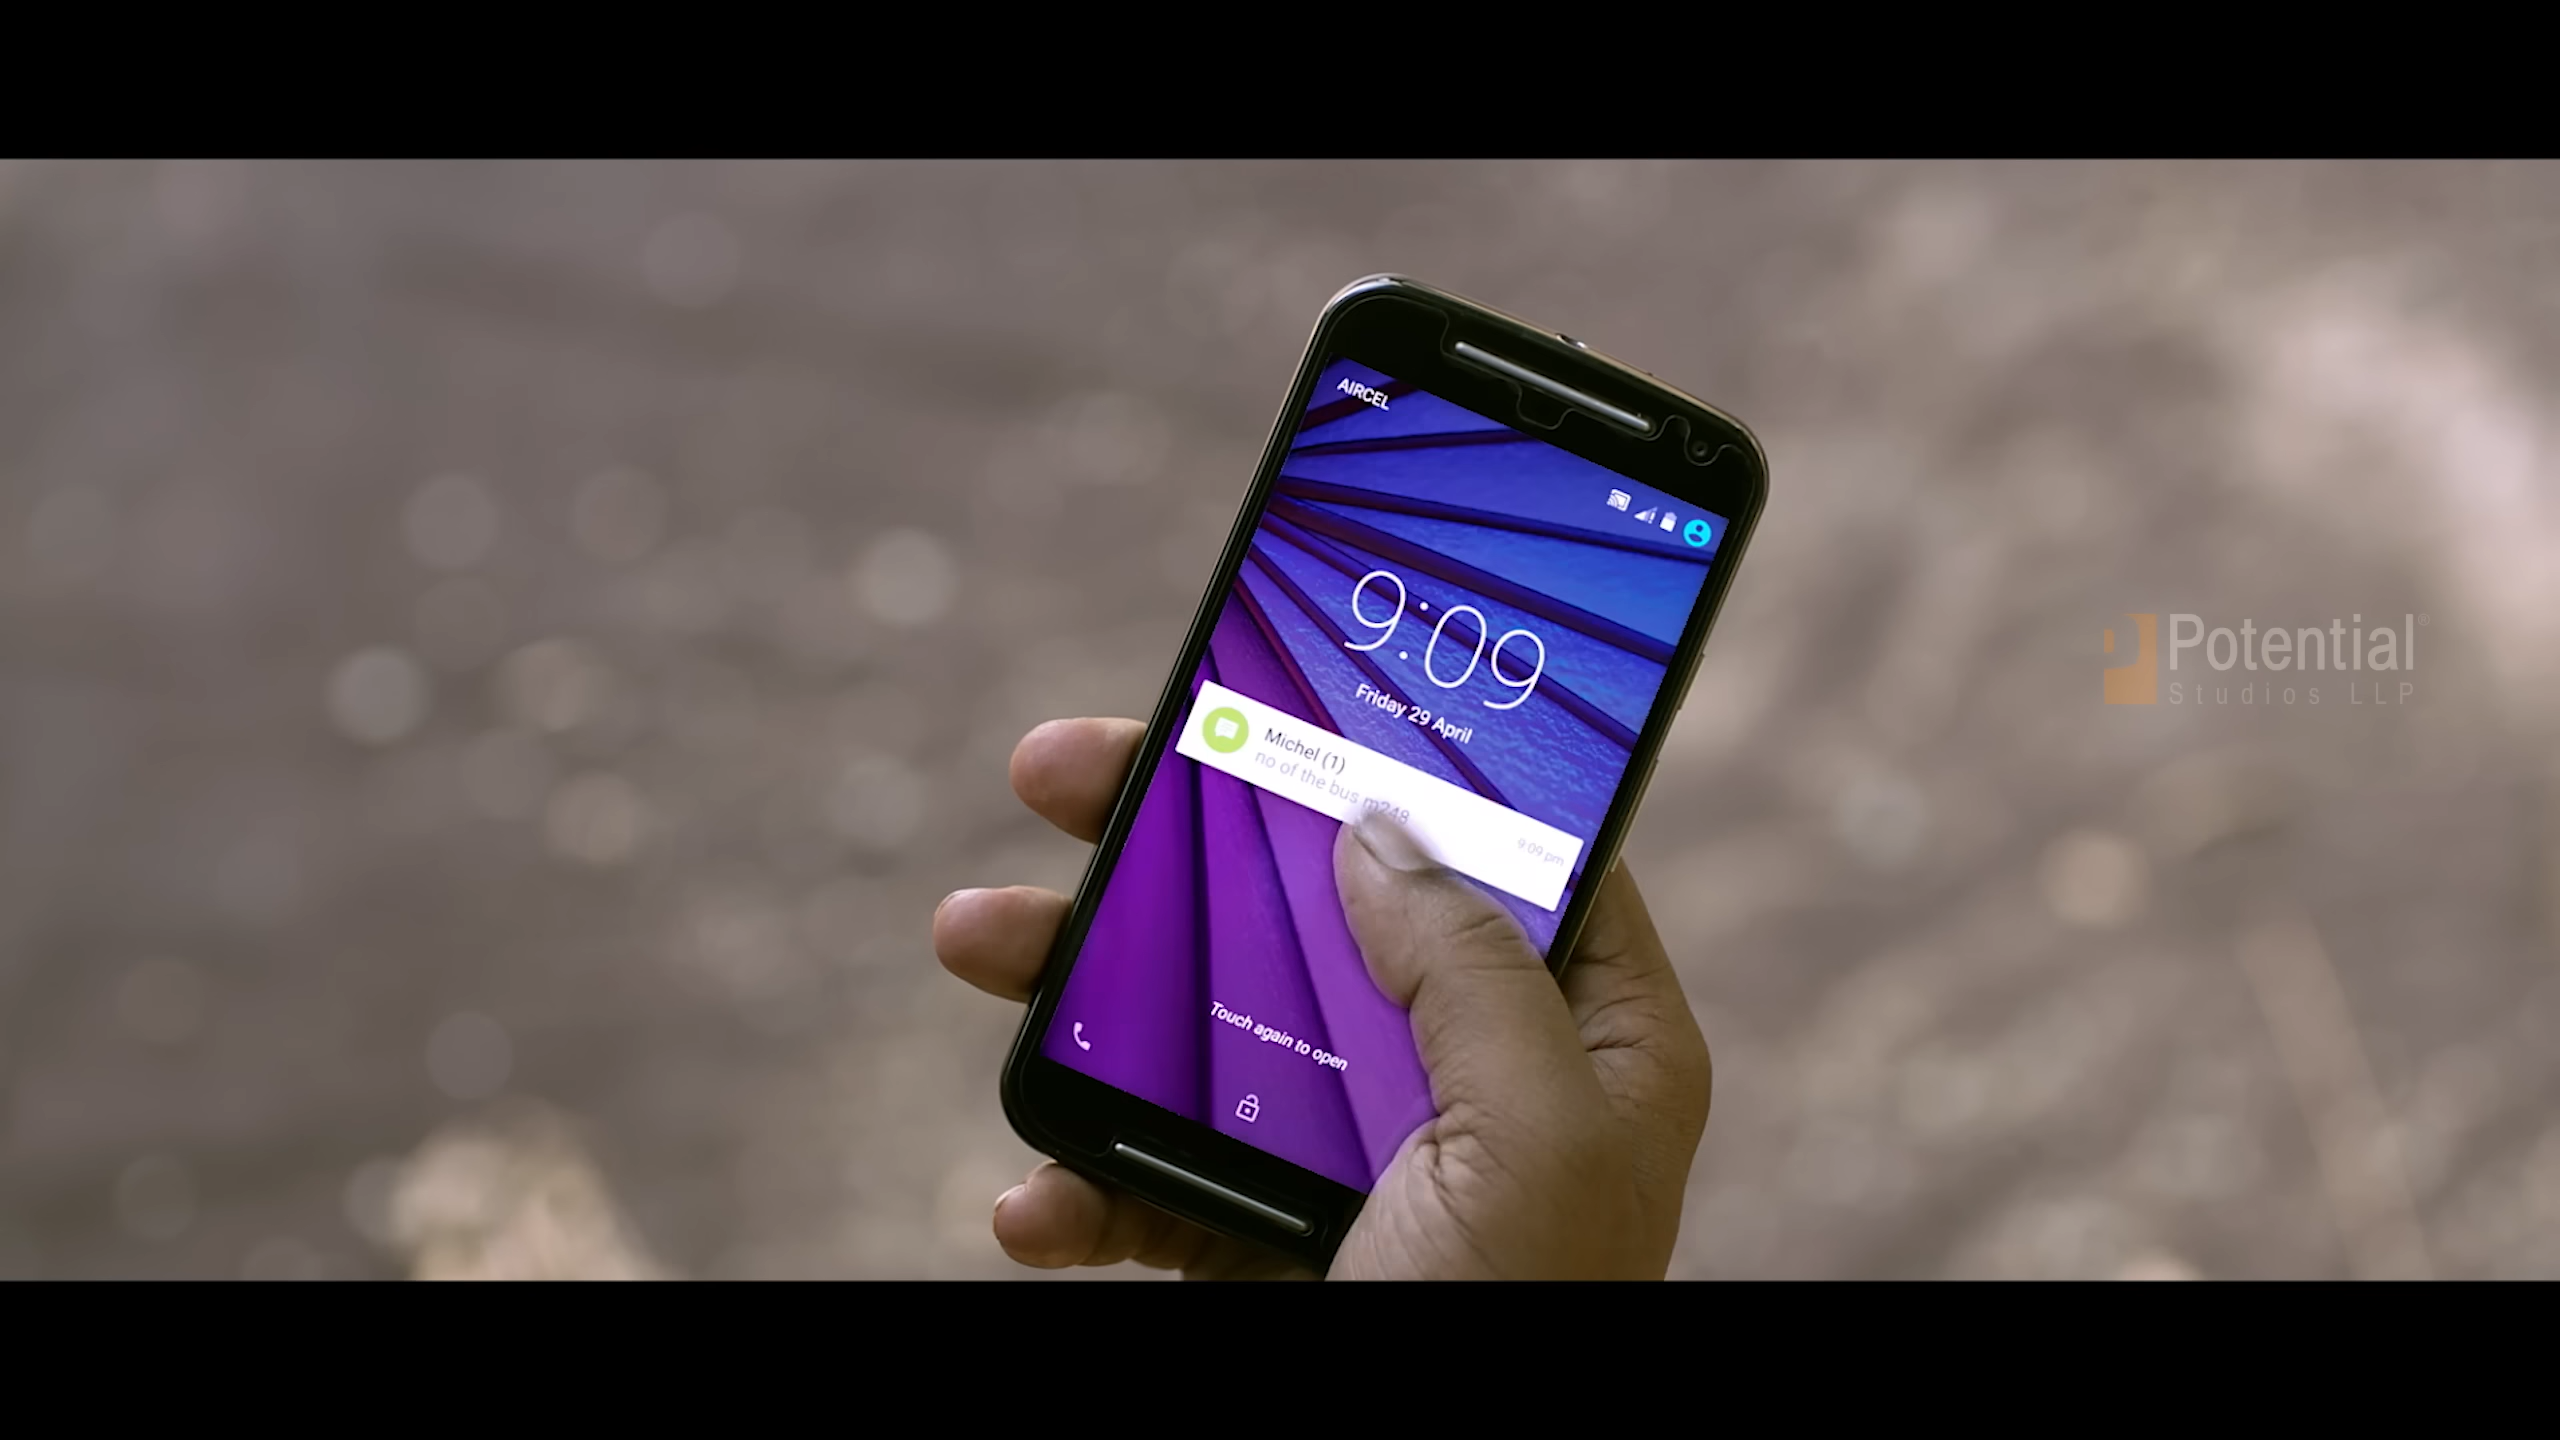 AIRCEL
9:09
Friday 29 April
Michel (1)
no of the bus m248
9:09 pm
Touch again to open
Potential®
Studios LLP